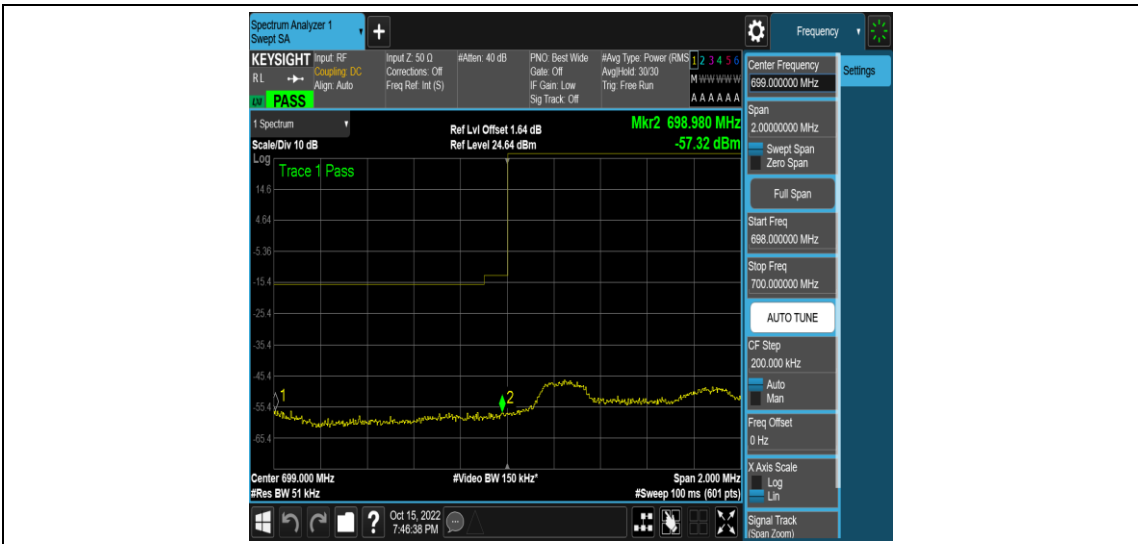 Spectrum Analyzer 1
Swept SA
+
Frequency
KEYSIGHT
RL
LXI PASS
Input: RF
Coupling: DC
Align: Auto
Input Z: 50 Ω
Corrections: Off
Freq Ref: Int (S)
#Atten: 40 dB
PNO: Best Wide
Gate: Off
IF Gain: Low
Sig Track: Off
#Avg Type: Power (RMS
Avg|Hold: 30/30
Trig: Free Run
1 2 3 4 5 6
M W W W W W
A A A A A A
1 Spectrum
Scale/Div 10 dB
Ref Lvl Offset 1.64 dB
Ref Level 24.64 dBm
Mkr2 698.980 MHz
-57.32 dBm
Log
Trace 1 Pass
14.6
4.64
-5.36
-15.4
-25.4
-35.4
-45.4
-55.4
-65.4
1
2
Center 699.000 MHz
#Res BW 51 kHz
#Video BW 150 kHz*
Span 2.000 MHz
#Sweep 100 ms (601 pts)
?
Oct 15, 2022
7:46:38 PM
Center Frequency
699.000000 MHz
Settings
Span
2.00000000 MHz
Swept Span
Zero Span
Full Span
Start Freq
698.000000 MHz
Stop Freq
700.000000 MHz
AUTO TUNE
CF Step
200.000 kHz
Auto
Man
Freq Offset
0 Hz
X Axis Scale
Log
Lin
Signal Track
(Span Zoom)